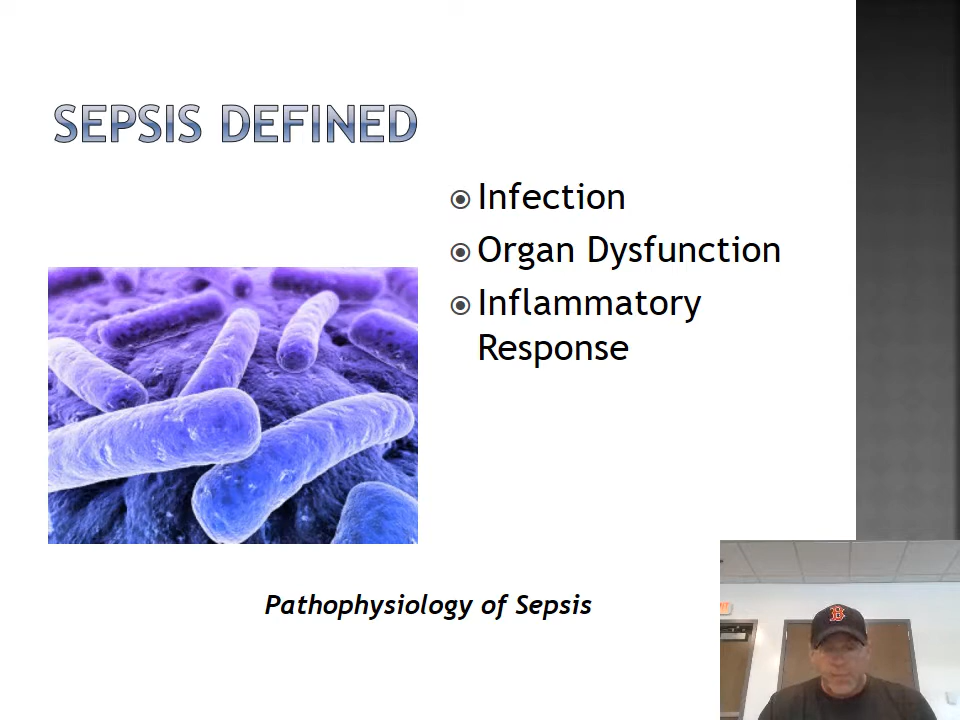 SEPSIS DEFINED
Infection
Organ Dysfunction
Inflammatory
Response
Pathophysiology of Sepsis
B